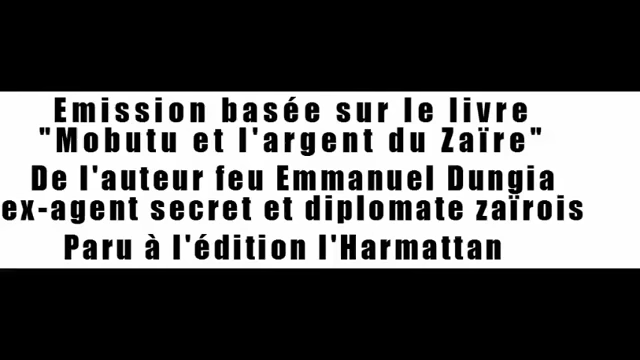 Emission basée sur le livre
"Mobutu et l'argent du Zaïre"
De l'auteur feu Emmanuel Dungia
ex-agent secret et diplomate zaïrois
Paru à l'édition l'Harmattan